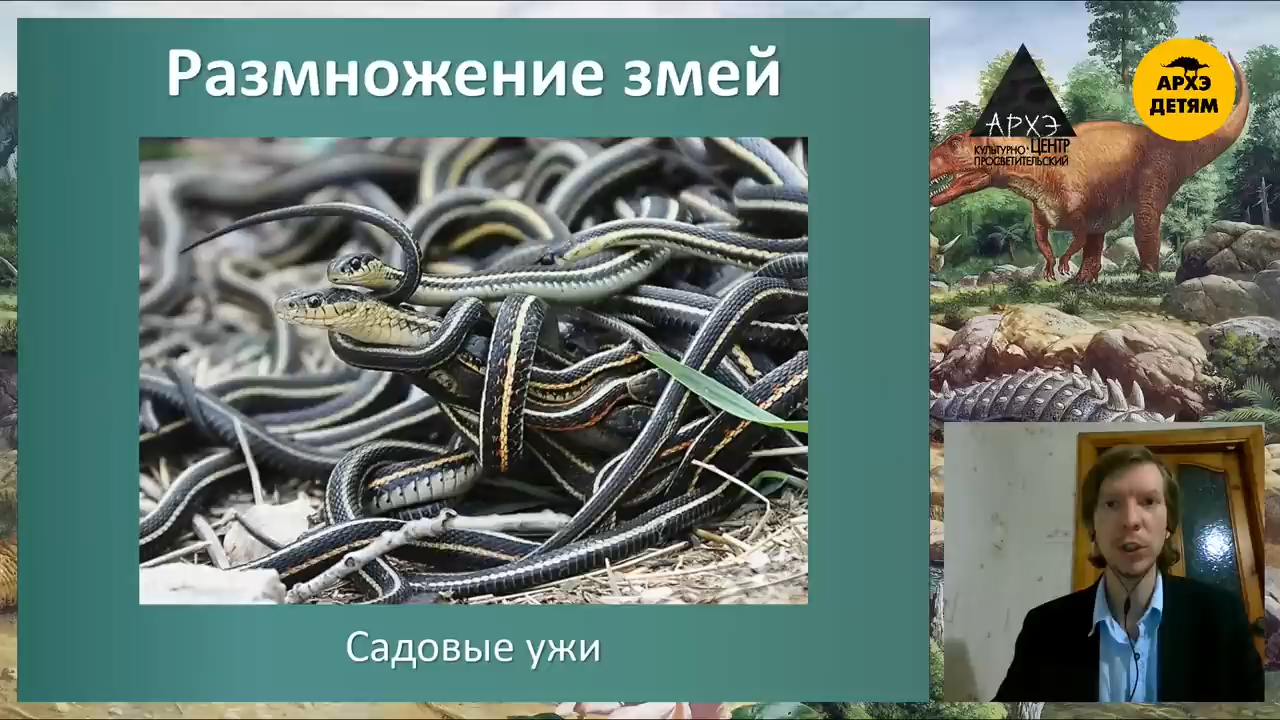 Размножение змей
Садовые ужи
АРХЭ
КУЛЬТУРНО-ЦЕНТР
ПРОСВЕТИТЕЛЬСКИЙ
АРХЭ
ДЕТЯМ